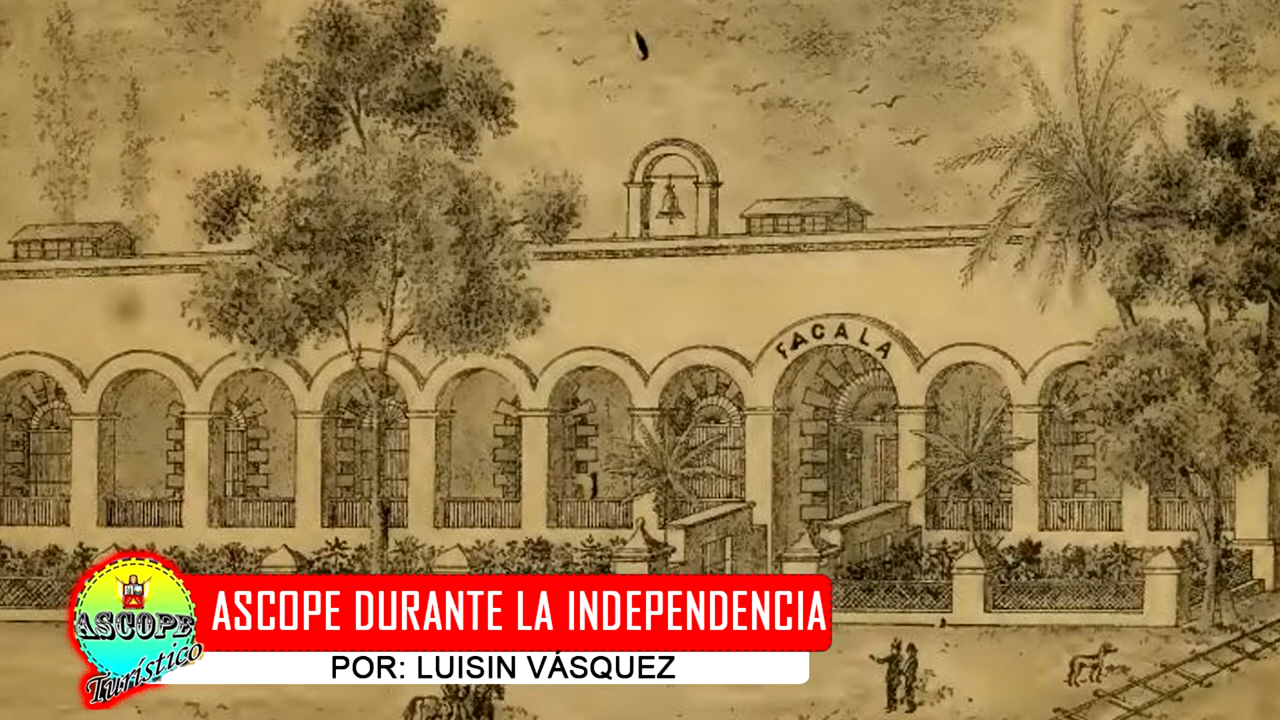 FACALA
ASCOPE DURANTE LA INDEPENDENCIA
POR: LUISIN VÁSQUEZ
ASCOPE
Turístico